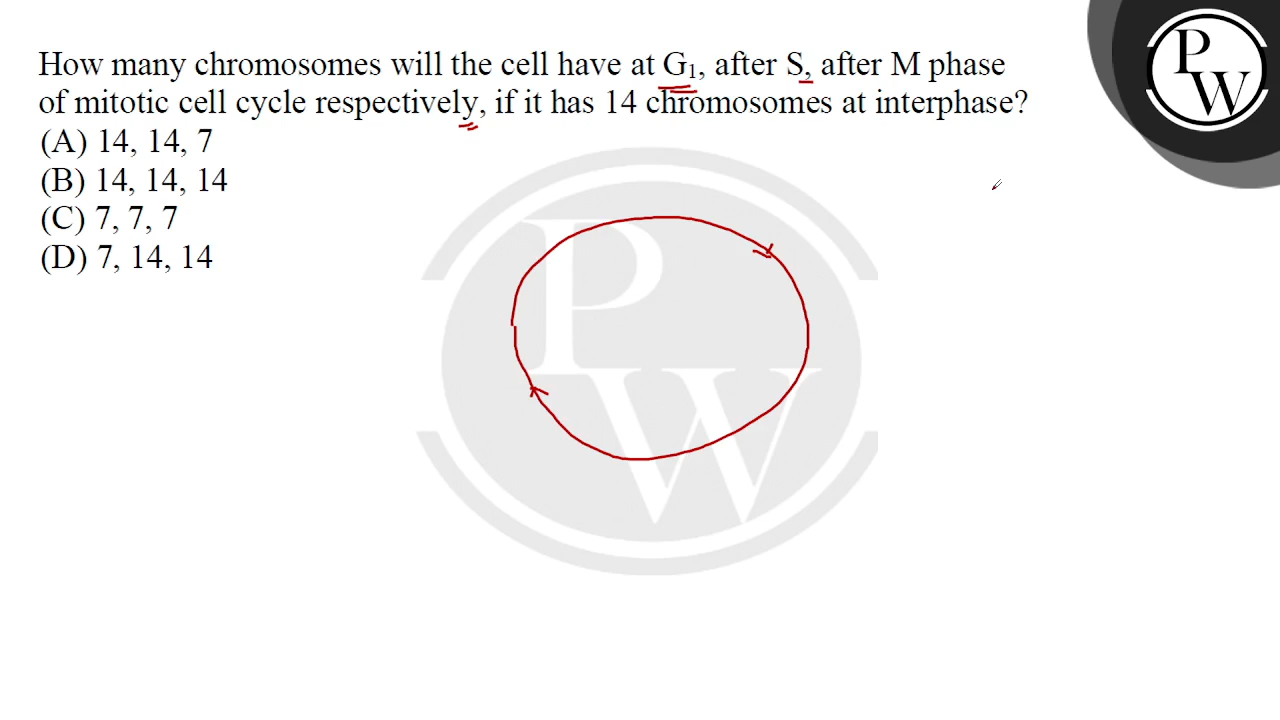 How many chromosomes will the cell have at G₁, after S, after M phase
of mitotic cell cycle respectively, if it has 14 chromosomes at interphase?
(A) 14, 14, 7
(B) 14, 14, 14
(C) 7, 7, 7
(D) 7, 14, 14
P
W
P
W